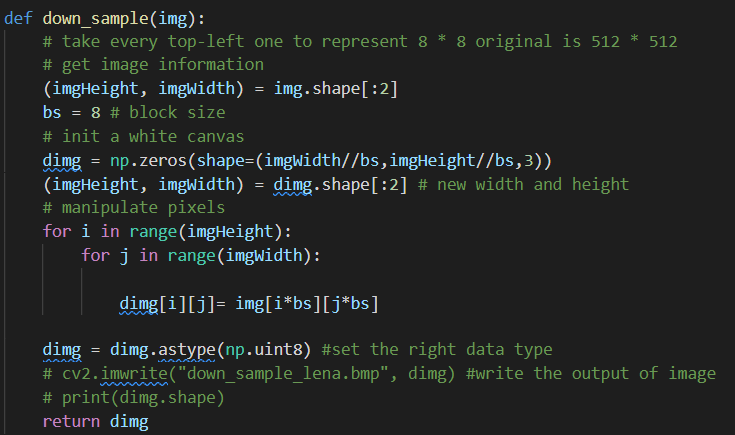 def down_sample(img):
    # take every top-left one to represent 8 * 8 original is 512 * 512
    # get image information
    (imgHeight, imgWidth) = img.shape[:2]
    bs = 8 # block size
    # init a white canvas
    dimg = np.zeros(shape=(imgWidth//bs,imgHeight//bs,3))
    (imgHeight, imgWidth) = dimg.shape[:2] # new width and height
    # manipulate pixels
    for i in range(imgHeight):
        for j in range(imgWidth):
            dimg[i][j]= img[i*bs][j*bs]
    dimg = dimg.astype(np.uint8) #set the right data type
    # cv2.imwrite("down_sample_lena.bmp", dimg) #write the output of image
    # print(dimg.shape)
    return dimg